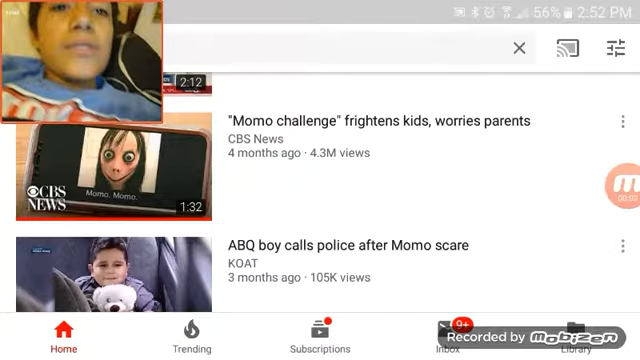 56% 2:52 PM
2:12
"Momo challenge" frightens kids, worries parents
CBS News
4 months ago · 4.3M views
Momo, Momo.
CBS
NEWS
1:32
M
00:03
ABQ boy calls police after Momo scare
KOAT
3 months ago · 105K views
9+
Home
Trending
Subscriptions
Inbox
Library
Recorded by Mobizen